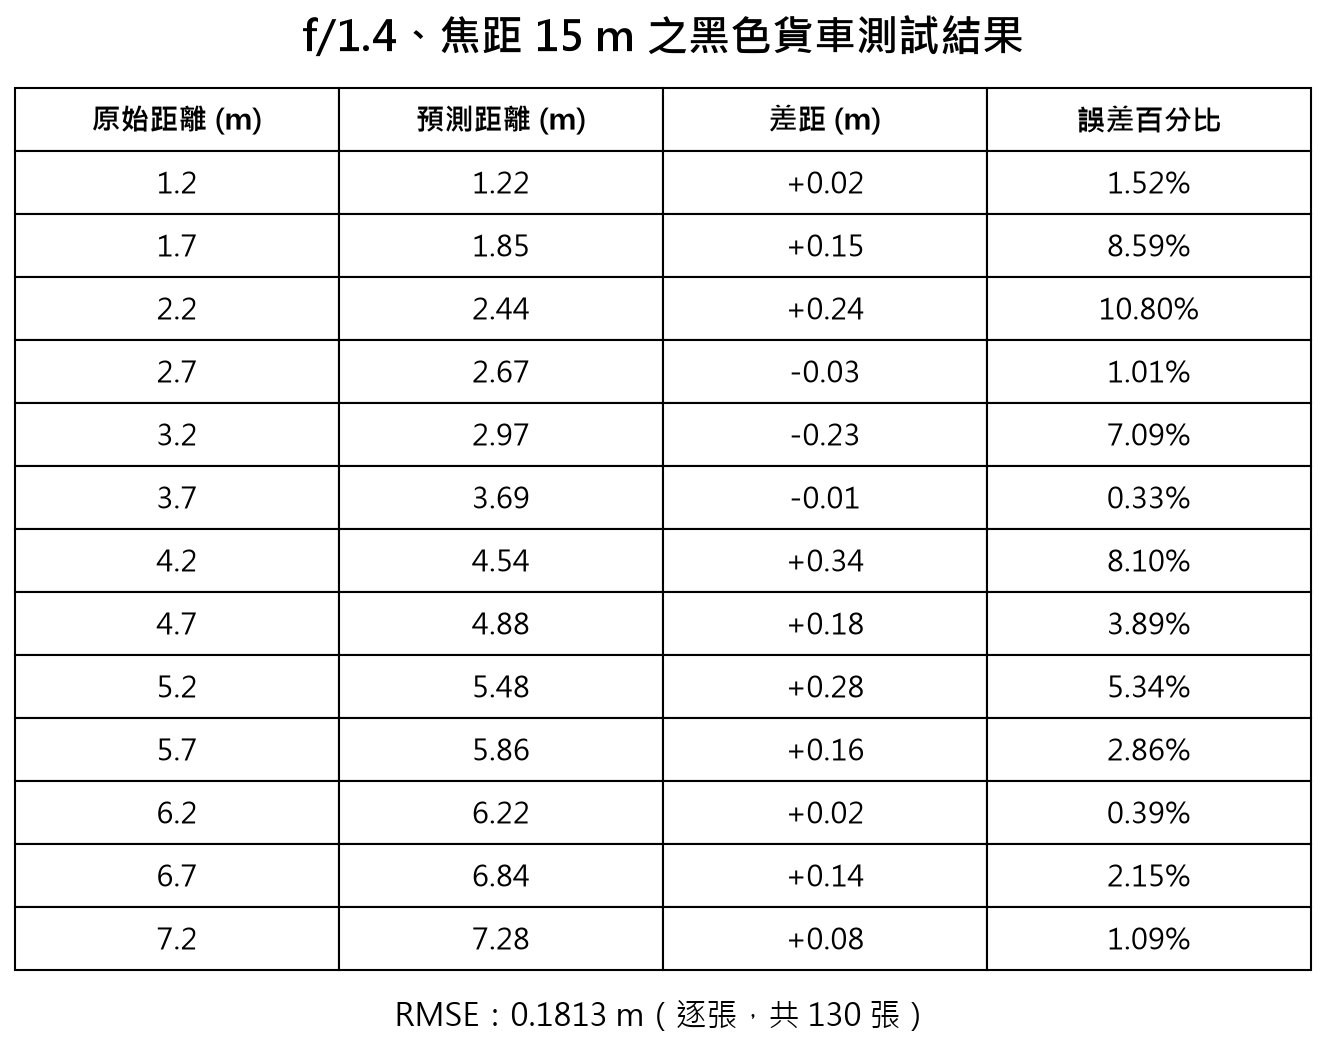 f/1.4、焦距 15 m 之黑色貨車測試結果
原始距離 (m) 預測距離 (m) 差距 (m) 誤差百分比
1.2 1.22 +0.02 1.52%
1.7 1.85 +0.15 8.59%
2.2 2.44 +0.24 10.80%
2.7 2.67 -0.03 1.01%
3.2 2.97 -0.23 7.09%
3.7 3.69 -0.01 0.33%
4.2 4.54 +0.34 8.10%
4.7 4.88 +0.18 3.89%
5.2 5.48 +0.28 5.34%
5.7 5.86 +0.16 2.86%
6.2 6.22 +0.02 0.39%
6.7 6.84 +0.14 2.15%
7.2 7.28 +0.08 1.09%
RMSE：0.1813 m（逐張，共 130 張）